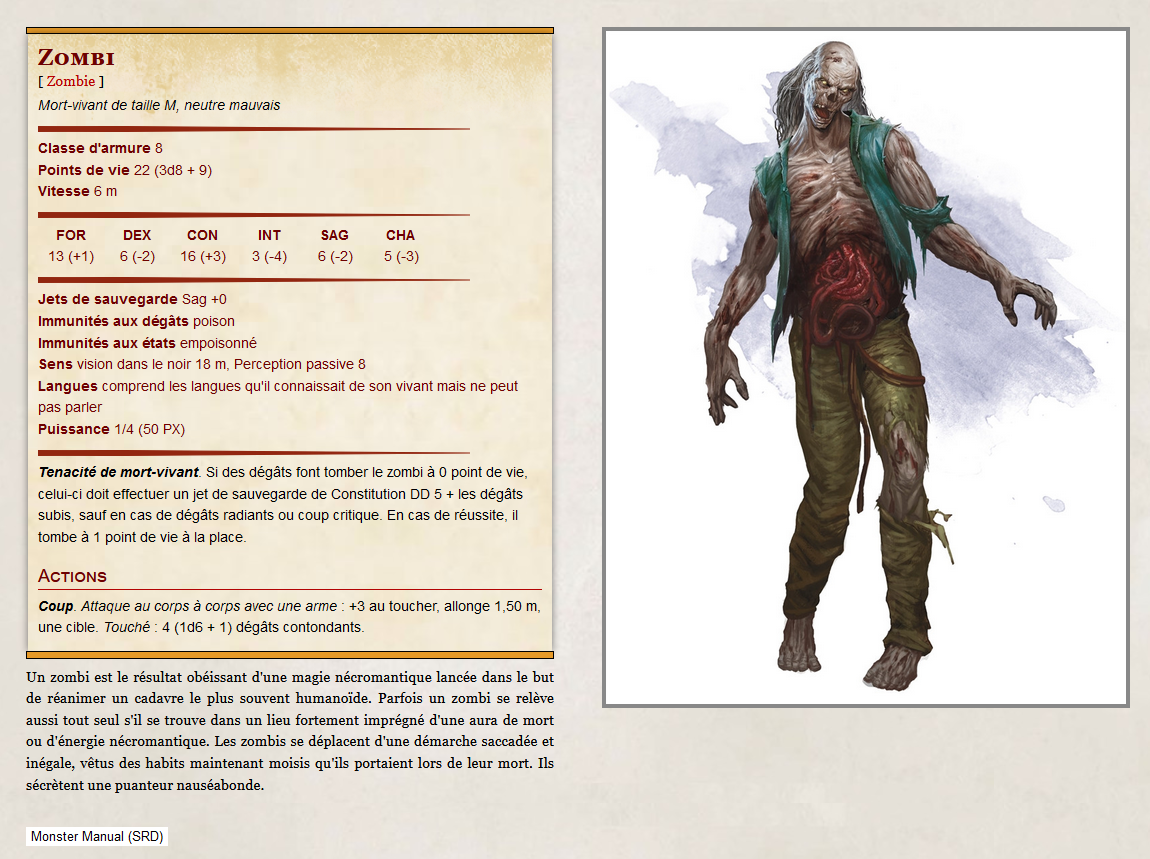 Zombi
[ Zombie ]
Mort-vivant de taille M, neutre mauvais
Classe d'armure 8
Points de vie 22 (3d8 + 9)
Vitesse 6 m
FOR DEX CON INT SAG CHA
13 (+1) 6 (-2) 16 (+3) 3 (-4) 6 (-2) 5 (-3)
Jets de sauvegarde Sag +0
Immunités aux dégâts poison
Immunités aux états empoisonné
Sens vision dans le noir 18 m, Perception passive 8
Langues comprend les langues qu'il connaissait de son vivant mais ne peut
pas parler
Puissance 1/4 (50 PX)
Tenacité de mort-vivant. Si des dégâts font tomber le zombi à 0 point de vie,
celui-ci doit effectuer un jet de sauvegarde de Constitution DD 5 + les dégâts
subis, sauf en cas de dégâts radiants ou coup critique. En cas de réussite, il
tombe à 1 point de vie à la place.
Actions
Coup. Attaque au corps à corps avec une arme : +3 au toucher, allonge 1,50 m,
une cible. Touché : 4 (1d6 + 1) dégâts contondants.
Un zombi est le résultat obéissant d'une magie nécromantique lancée dans le but
de réanimer un cadavre le plus souvent humanoïde. Parfois un zombi se relève
aussi tout seul s'il se trouve dans un lieu fortement imprégné d'une aura de mort
ou d'énergie nécromantique. Les zombis se déplacent d'une démarche saccadée et
inégale, vêtus des habits maintenant moisis qu'ils portaient lors de leur mort. Ils
sécrètent une puanteur nauséabonde.
Monster Manual (SRD)